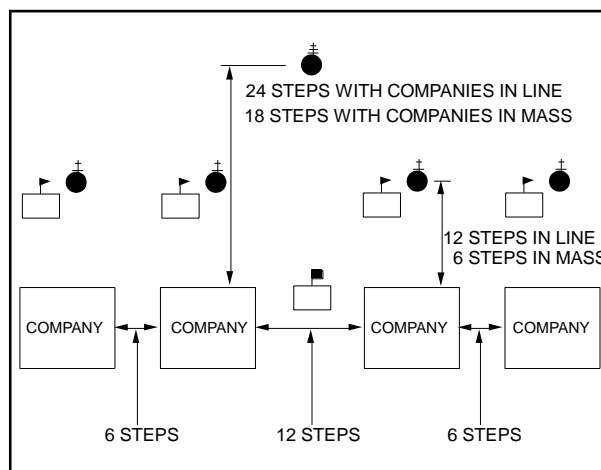 24 STEPS WITH COMPANIES IN LINE
18 STEPS WITH COMPANIES IN MASS
12 STEPS IN LINE
6 STEPS IN MASS
COMPANY COMPANY COMPANY COMPANY
6 STEPS 12 STEPS 6 STEPS